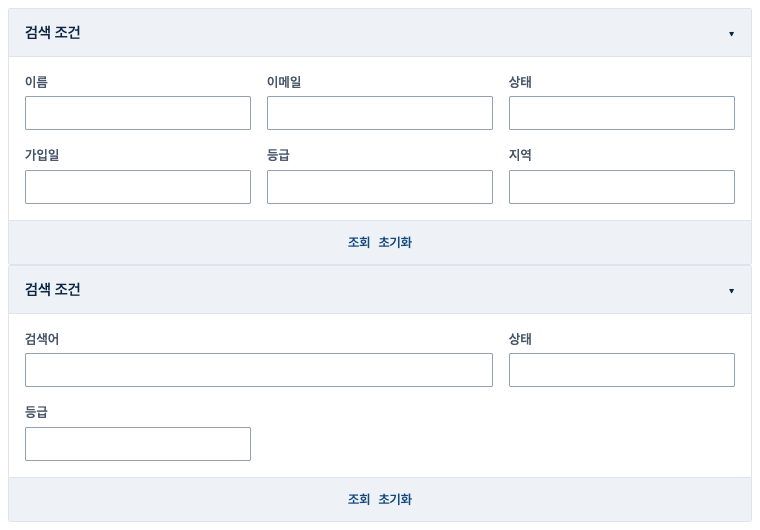 검색 조건 ▾
이름 이메일 상태
가입일 등급 지역
조회 초기화
검색 조건 ▾
검색어 상태
등급
조회 초기화